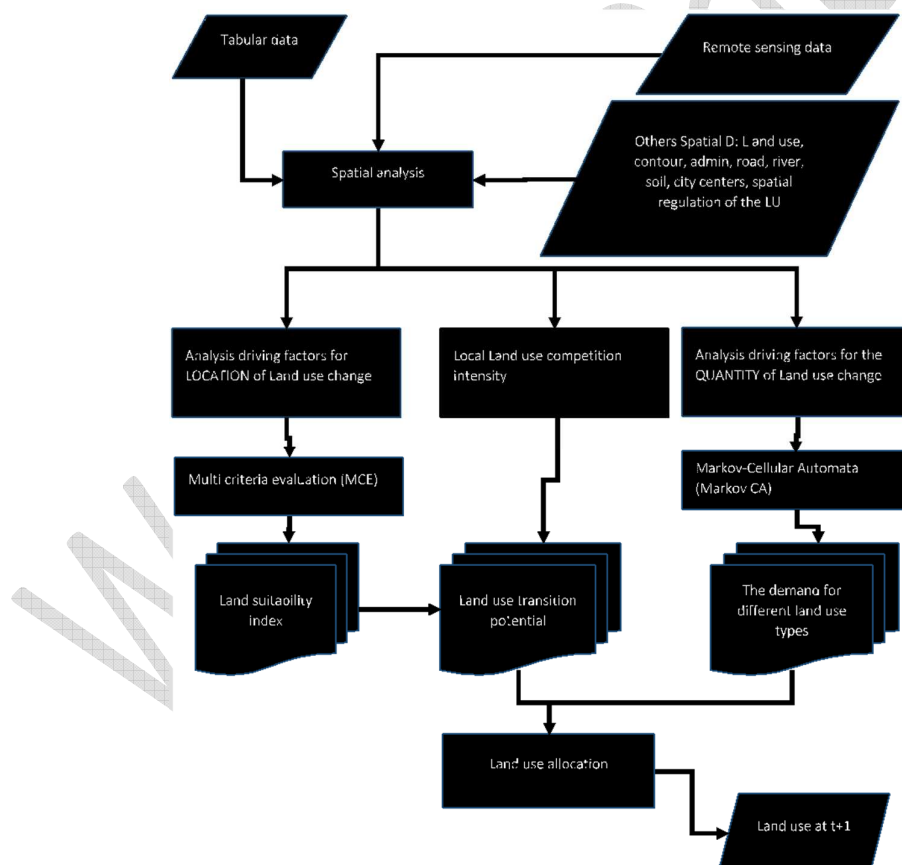 Tabular data
Remote sensing data
Others Spatial D: Land use,
contour, admin, road, river,
soil, city centers, spatial
regulation of the LU
Spatial analysis
Analysis driving factors for
LOCATION of Land use change
Local Land use competition
intensity
Analysis driving factors for the
QUANTITY of Land use change
Multi criteria evaluation (MCE)
Markov-Cellular Automata
(Markov CA)
Land suitability
index
Land use transition
potential
The demand for
different land use
types
Land use allocation
Land use at t+1